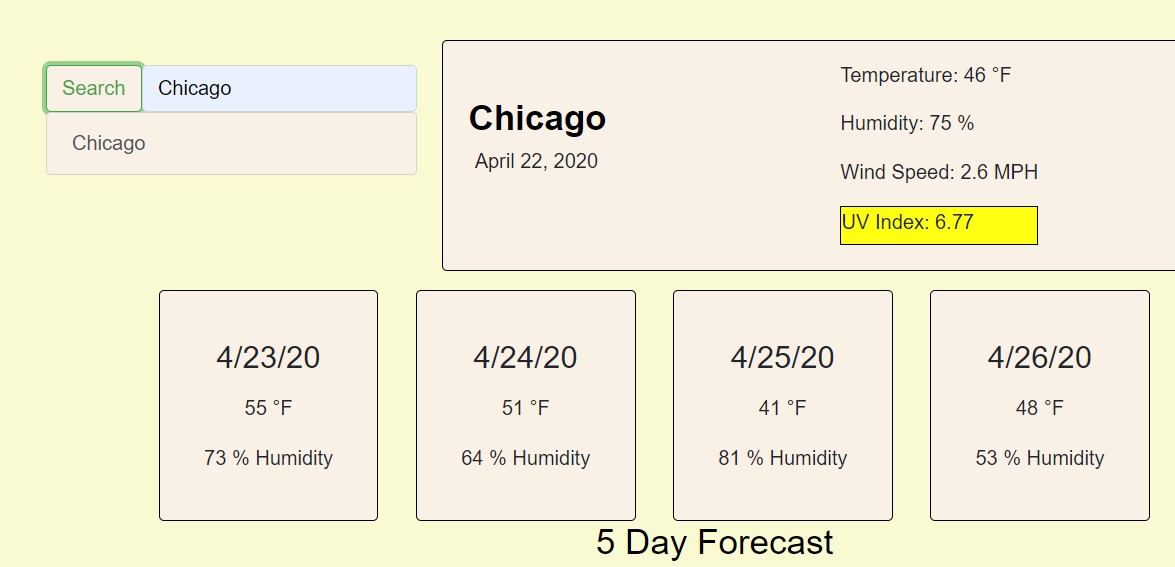 Search
Chicago
Chicago
Chicago
April 22, 2020
Temperature: 46 °F
Humidity: 75 %
Wind Speed: 2.6 MPH
UV Index: 6.77
4/23/20
55 °F
73 % Humidity
4/24/20
51 °F
64 % Humidity
4/25/20
41 °F
81 % Humidity
4/26/20
48 °F
53 % Humidity
5 Day Forecast